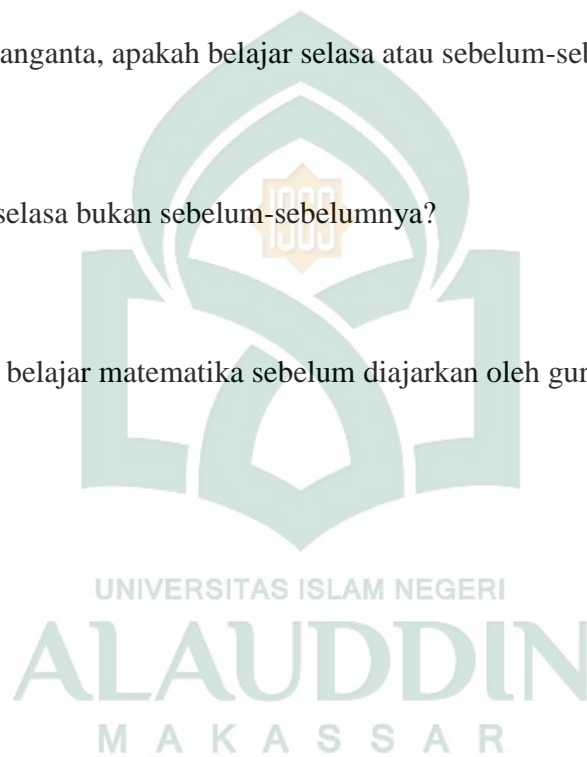 anganta, apakah belajar selasa atau sebelum-seb
selasa bukan sebelum-sebelumnya?
1969
belajar matematika sebelum diajarkan oleh gur
UNIVERSITAS ISLAM NEGERI
ALAUDDIN
MAKASSAR